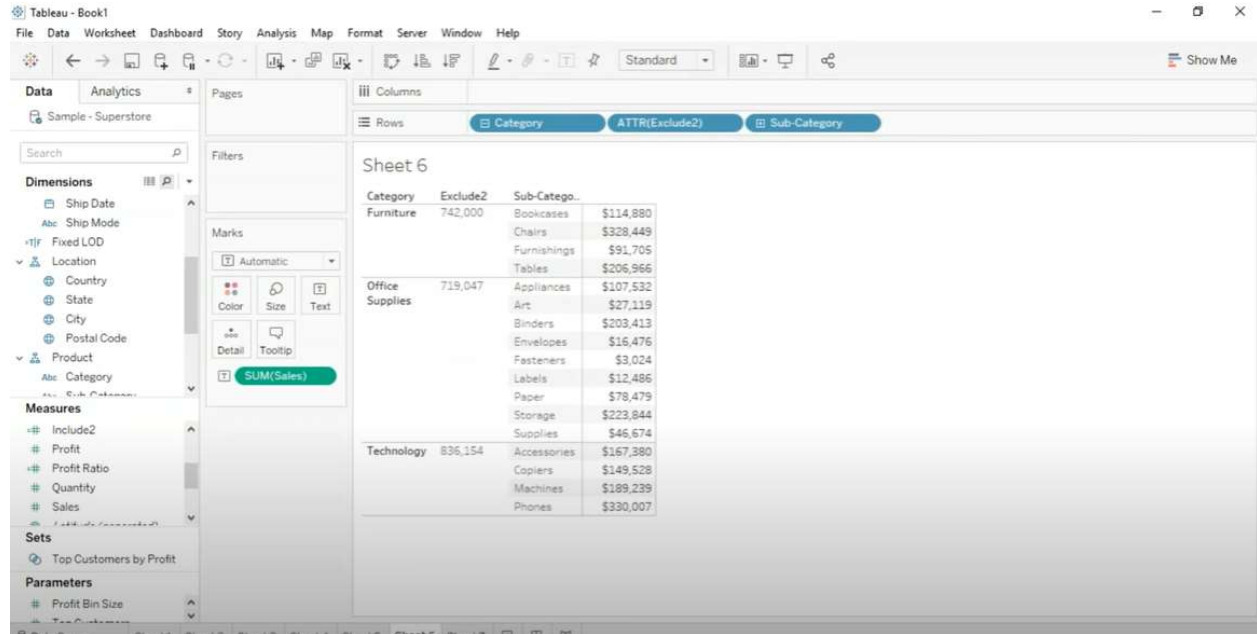 Tableau - Book1
File Data Worksheet Dashboard Story Analysis Map Format Server Window Help
Standard
Show Me
Data Analytics
Sample - Superstore
Search
Dimensions
Ship Date
Abc Ship Mode
=T|F Fixed LOD
Location
Country
State
City
Postal Code
Product
Abc Category
Measures
=# Include2
# Profit
=# Profit Ratio
# Quantity
# Sales
Sets
Top Customers by Profit
Parameters
# Profit Bin Size
Pages
Filters
Marks
Automatic
Color Size Text
Detail Tooltip
SUM(Sales)
Columns
Rows Category ATTR(Exclude2) Sub-Category
Sheet 6
Category Exclude2 Sub-Catego..
Furniture 742,000 Bookcases $114,880
Chairs $328,449
Furnishings $91,705
Tables $206,966
Office Supplies 719,047 Appliances $107,532
Art $27,119
Binders $203,413
Envelopes $16,476
Fasteners $3,024
Labels $12,486
Paper $78,479
Storage $223,844
Supplies $46,674
Technology 836,154 Accessories $167,380
Copiers $149,528
Machines $189,239
Phones $330,007